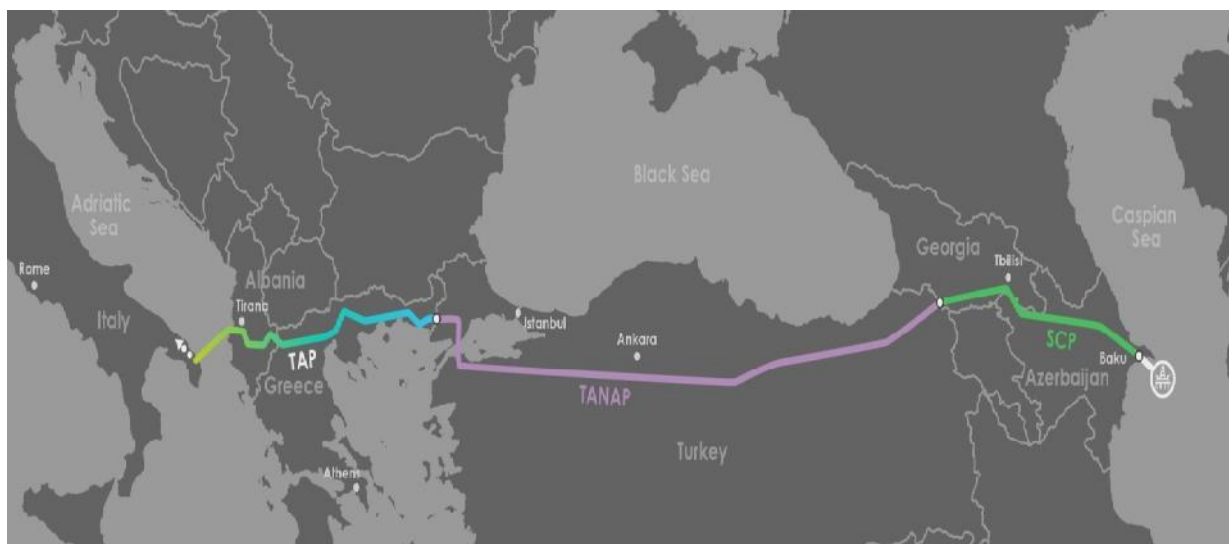 Black Sea
Adriatic
Sea
Caspian
Sea
Georgia
Tbilisi
Rome
Albania
Tirana
Italy
Istanbul
Ankara
TAP
SCP
Baku
Greece
Azerbaijan
TANAP
Turkey
Athens